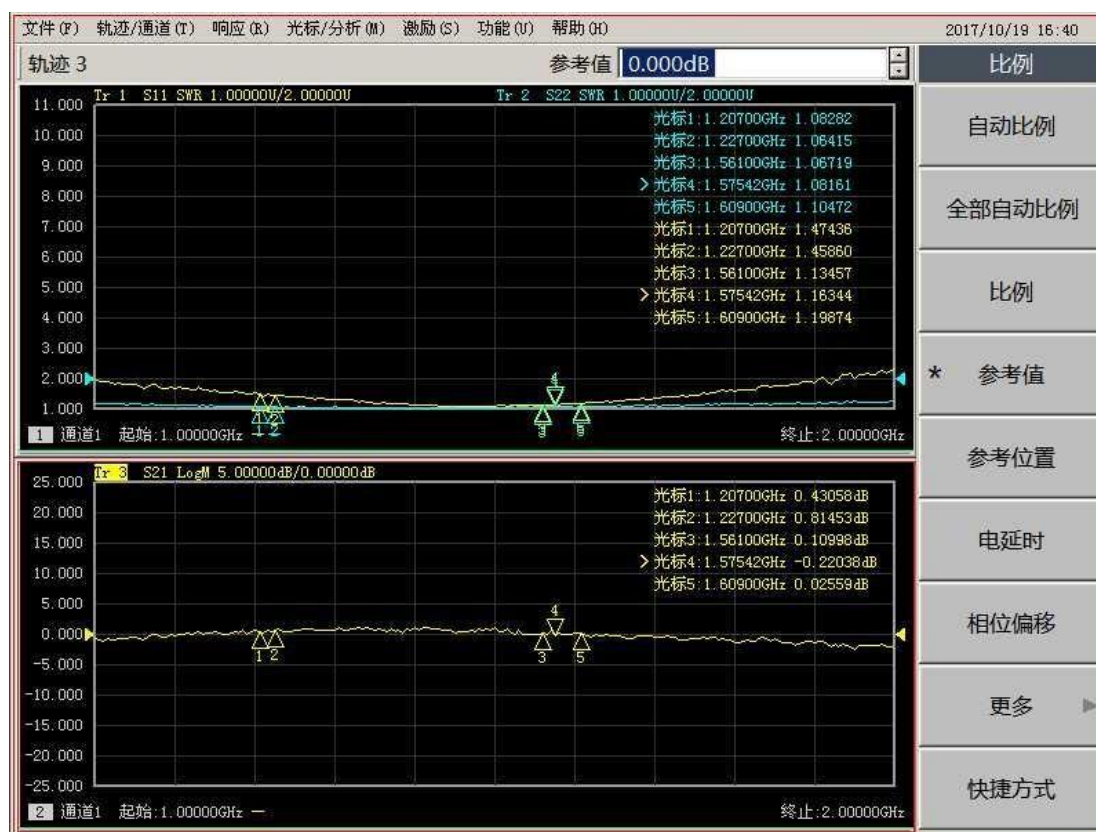 文件(F) 轨迹/通道(T) 响应(R) 光标/分析(M) 激励(S) 功能(U) 帮助(H) 2017/10/19 16:40
轨迹 3 参考值 0.000dB
比例
自动比例
全部自动比例
比例
* 参考值
参考位置
电延时
相位偏移
更多
快捷方式
Tr 1 S11 SWR 1.00000U/2.00000U Tr 2 S22 SWR 1.00000U/2.00000U
11.000
10.000
9.000
8.000
7.000
6.000
5.000
4.000
3.000
2.000
1.000
光标1:1.20700GHz 1.08282
光标2:1.22700GHz 1.06415
光标3:1.56100GHz 1.06719
>光标4:1.57542GHz 1.08161
光标5:1.60900GHz 1.10472
光标1:1.20700GHz 1.47436
光标2:1.22700GHz 1.45860
光标3:1.56100GHz 1.13457
>光标4:1.57542GHz 1.16344
光标5:1.60900GHz 1.19874
4
1 2 3 5
1 通道1 起始:1.00000GHz 终止:2.00000GHz
Tr 3 S21 LogM 5.00000dB/0.00000dB
25.000
20.000
15.000
10.000
5.000
0.000
-5.000
-10.000
-15.000
-20.000
-25.000
光标1:1.20700GHz 0.43058dB
光标2:1.22700GHz 0.81453dB
光标3:1.56100GHz 0.10998dB
>光标4:1.57542GHz -0.22038dB
光标5:1.60900GHz 0.02559dB
4
1 2 3 5
2 通道1 起始:1.00000GHz 终止:2.00000GHz